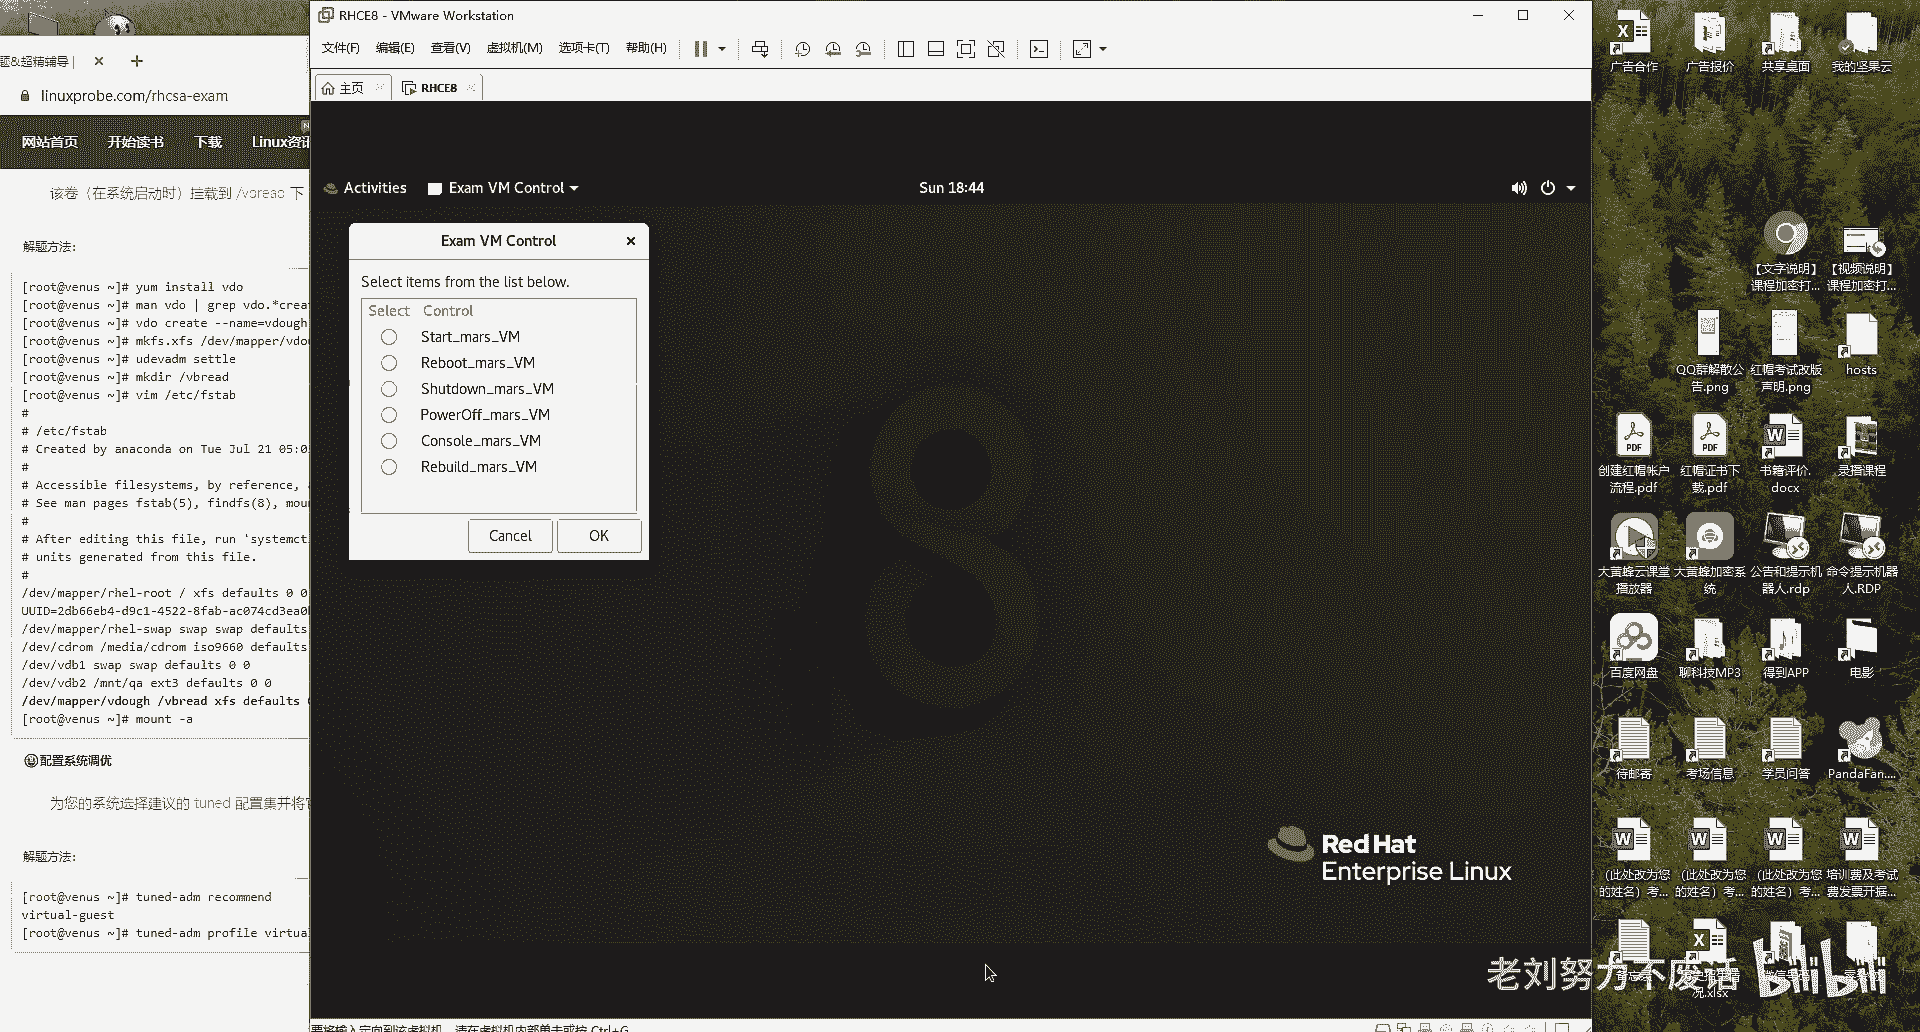 RHCE8 - VMware Workstation
文件(F) 编辑(E) 查看(V) 虚拟机(M) 选项卡(T) 帮助(H)
主页 RHCE8
题&超精辅导 |
linuxprobe.com/rhcsa-exam
网站首页 开始读书 下载 Linux资讯
该卷（在系统启动时）挂载到 /vbread 下
解题方法:
[root@venus ~]# yum install vdo
[root@venus ~]# man vdo | grep vdo.*creat
[root@venus ~]# vdo create --name=vdough
[root@venus ~]# mkfs.xfs /dev/mapper/vdou
[root@venus ~]# udevadm settle
[root@venus ~]# mkdir /vbread
[root@venus ~]# vim /etc/fstab
#
# /etc/fstab
# Created by anaconda on Tue Jul 21 05:0
#
# Accessible filesystems, by reference,
# See man pages fstab(5), findfs(8), moun
#
# After editing this file, run 'systemct
# units generated from this file.
#
/dev/mapper/rhel-root / xfs defaults 0 0
UUID=2db66eb4-d9c1-4522-8fab-ac074cd3ea0
/dev/mapper/rhel-swap swap swap defaults
/dev/cdrom /media/cdrom iso9660 defaults
/dev/vdb1 swap swap defaults 0 0
/dev/vdb2 /mnt/qa ext3 defaults 0 0
/dev/mapper/vdough /vbread xfs defaults
[root@venus ~]# mount -a
配置系统调优
为您的系统选择建议的 tuned 配置集并将它
解题方法:
[root@venus ~]# tuned-adm recommend
virtual-guest
[root@venus ~]# tuned-adm profile virtual
Activities Exam VM Control Sun 18:44
Exam VM Control
Select items from the list below.
Select Control
Start_mars_VM
Reboot_mars_VM
Shutdown_mars_VM
PowerOff_mars_VM
Console_mars_VM
Rebuild_mars_VM
Cancel OK
8
Red Hat
Enterprise Linux
要将输入定向到该虚拟机，请在虚拟机内部单击或按 Ctrl+G。
广告合作 广告报价 共享桌面 我的坚果云
【文字说明】课程加密打... 【视频说明】课程加密打...
QQ群解散公告.png 红帽考试改版声明.png hosts
创建红帽帐户流程.pdf 红帽证书下载.pdf 书籍评价.docx 录播课程
大黄蜂云课堂播放器 大黄蜂加密系统 公告和提示机器人.rdp 命令提示机器人.RDP
百度网盘 聊科技MP3 得到APP 电影
待邮寄 考场信息 学员问答 PandaFan....
（此处改为您的姓名）考... （此处改为您的姓名）考... （此处改为您的姓名）考... 培训费及考试费发票开据...
老刘努力不废话 bilibili